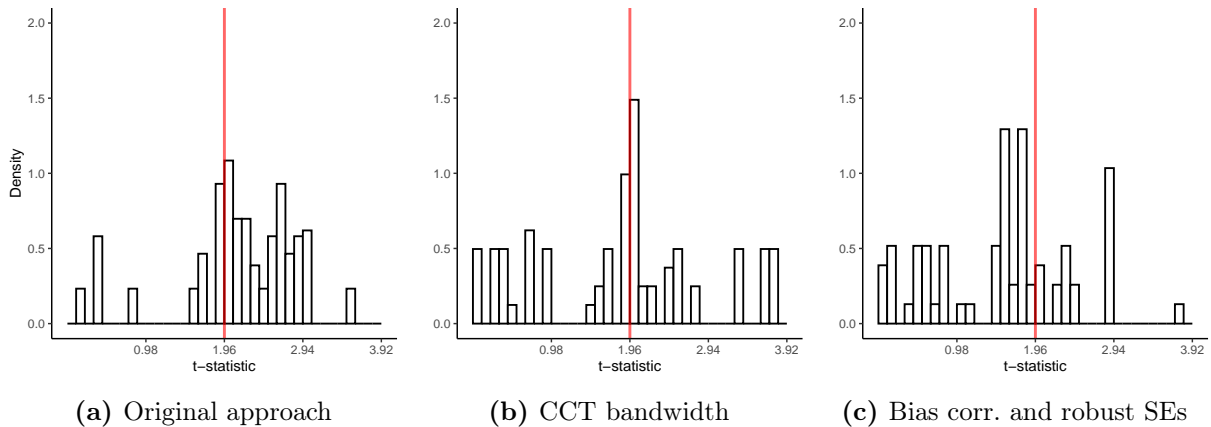 2.0
1.5
1.0
0.5
0.0
Density
0.98 1.96 2.94 3.92
t−statistic
(a) Original approach
2.0
1.5
1.0
0.5
0.0
0.98 1.96 2.94 3.92
t−statistic
(b) CCT bandwidth
2.0
1.5
1.0
0.5
0.0
0.98 1.96 2.94 3.92
t−statistic
(c) Bias corr. and robust SEs